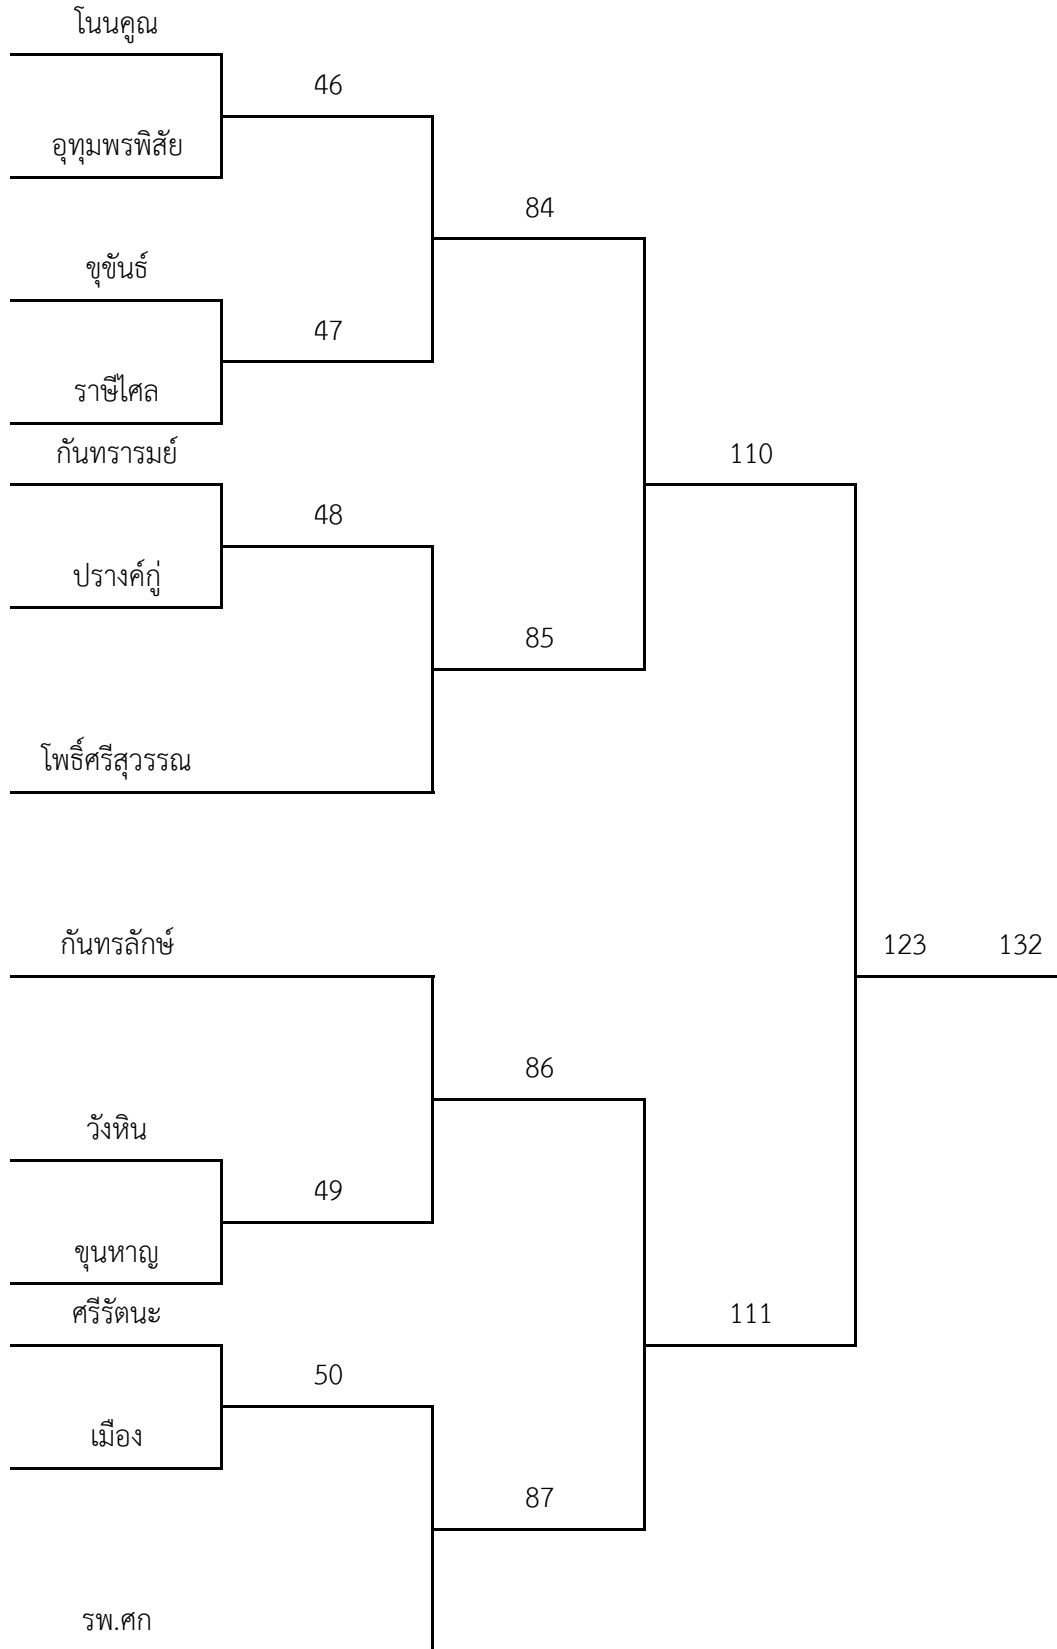 โนนคูณ
46
อุทุมพรพิสัย
84
ขุขันธ์
47
ราษีไศล
กันทรารมย์
110
48
ปรางค์กู่
85
โพธิ์ศรีสุวรรณ
กันทรลักษ์
123 132
86
วังหิน
49
ขุนหาญ
ศรีรัตนะ
111
50
เมือง
87
รพ.ศก